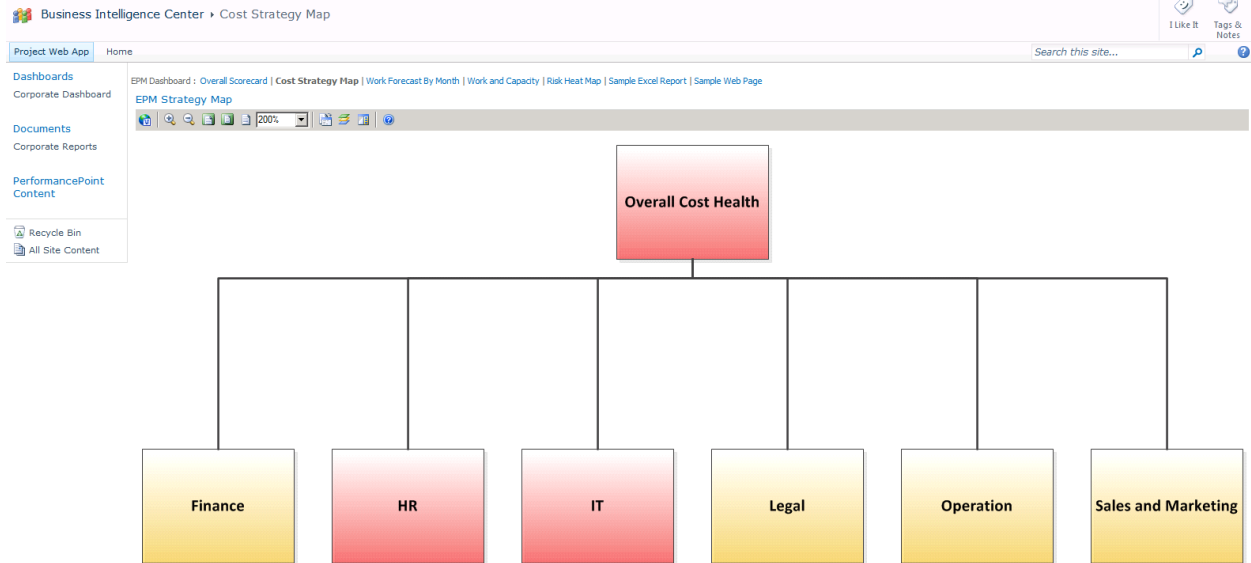 Business Intelligence Center ▸ Cost Strategy Map
I Like It
Tags &
Notes
Project Web App
Home
Search this site...
Dashboards
Corporate Dashboard
Documents
Corporate Reports
PerformancePoint
Content
Recycle Bin
All Site Content
EPM Dashboard : Overall Scorecard | Cost Strategy Map | Work Forecast By Month | Work and Capacity | Risk Heat Map | Sample Excel Report | Sample Web Page
EPM Strategy Map
200%
Overall Cost Health
Finance
HR
IT
Legal
Operation
Sales and Marketing